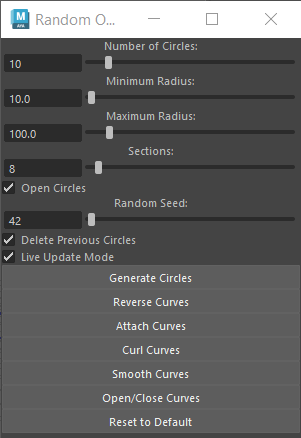 M
AYA
Random O...
Number of Circles:
10
Minimum Radius:
10.0
Maximum Radius:
100.0
Sections:
8
Open Circles
Random Seed:
42
Delete Previous Circles
Live Update Mode
Generate Circles
Reverse Curves
Attach Curves
Curl Curves
Smooth Curves
Open/Close Curves
Reset to Default